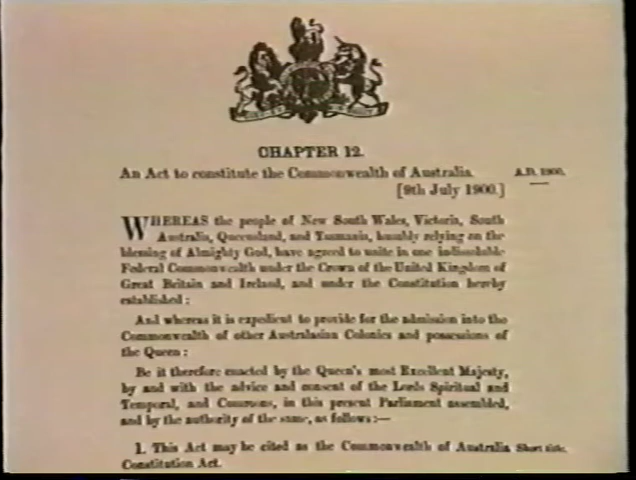 CHAPTER 12.
An Act to constitute the Commonwealth of Australia. A.D. 1900.
[9th July 1900.]
WHEREAS the people of New South Wales, Victoria, South
Australia, Queensland, and Tasmania, humbly relying on the
blessing of Almighty God, have agreed to unite in one indissoluble
Federal Commonwealth under the Crown of the United Kingdom of
Great Britain and Ireland, and under the Constitution hereby
established:
And whereas it is expedient to provide for the admission into the
Commonwealth of other Australasian Colonies and possessions of
the Queen:
Be it therefore enacted by the Queen's most Excellent Majesty,
by and with the advice and consent of the Lords Spiritual and
Temporal, and Commons, in this present Parliament assembled,
and by the authority of the same, as follows:—
1. This Act may be cited as the Commonwealth of Australia Short title.
Constitution Act.